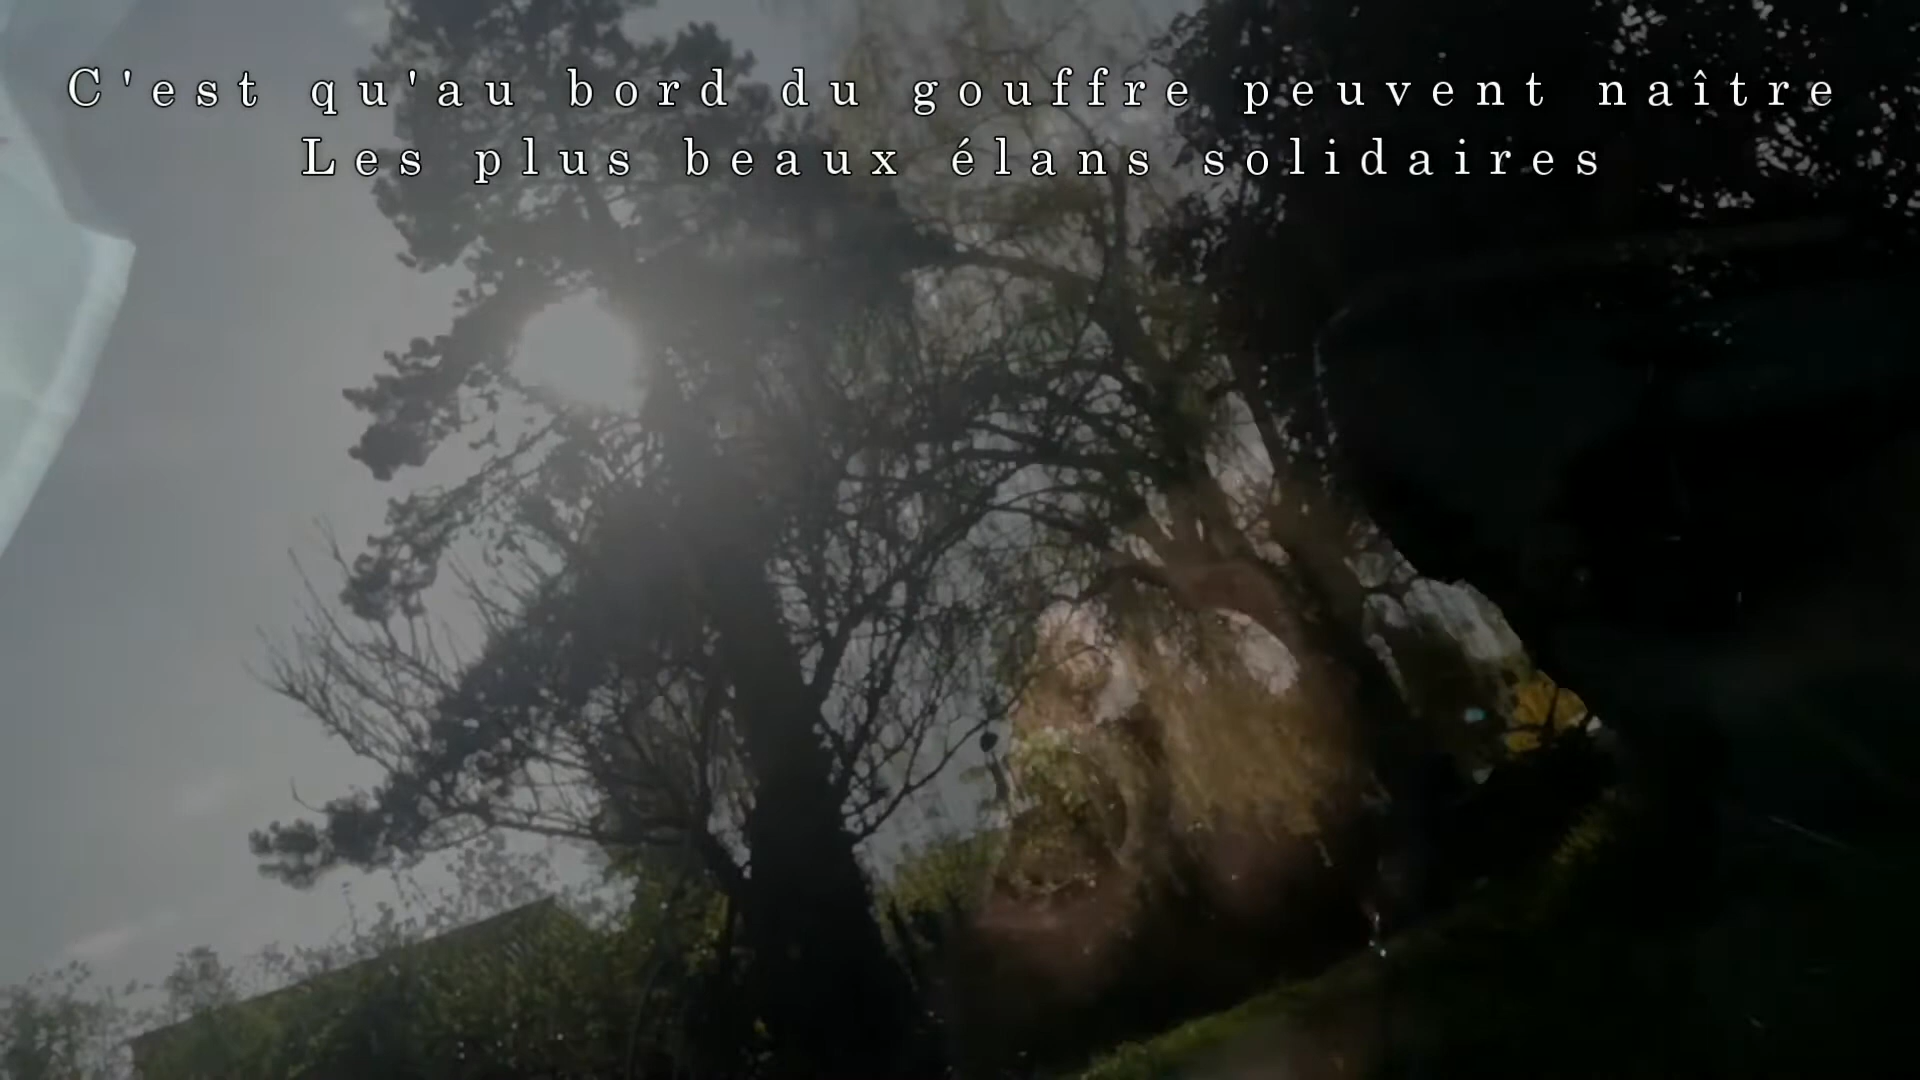 C'est qu'au bord du gouffre peuvent naître
Les plus beaux élans solidaires